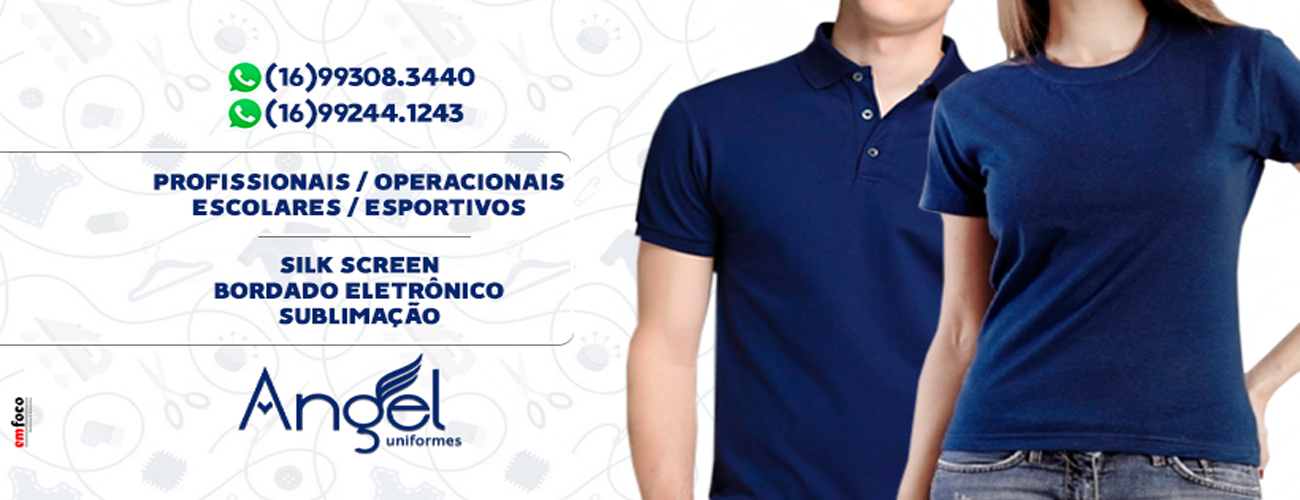 (16)99308.3440
(16)99244.1243
PROFISSIONAIS / OPERACIONAIS
ESCOLARES / ESPORTIVOS
SILK SCREEN
BORDADO ELETRÔNICO
SUBLIMAÇÃO
Angel
uniformes
emfoco